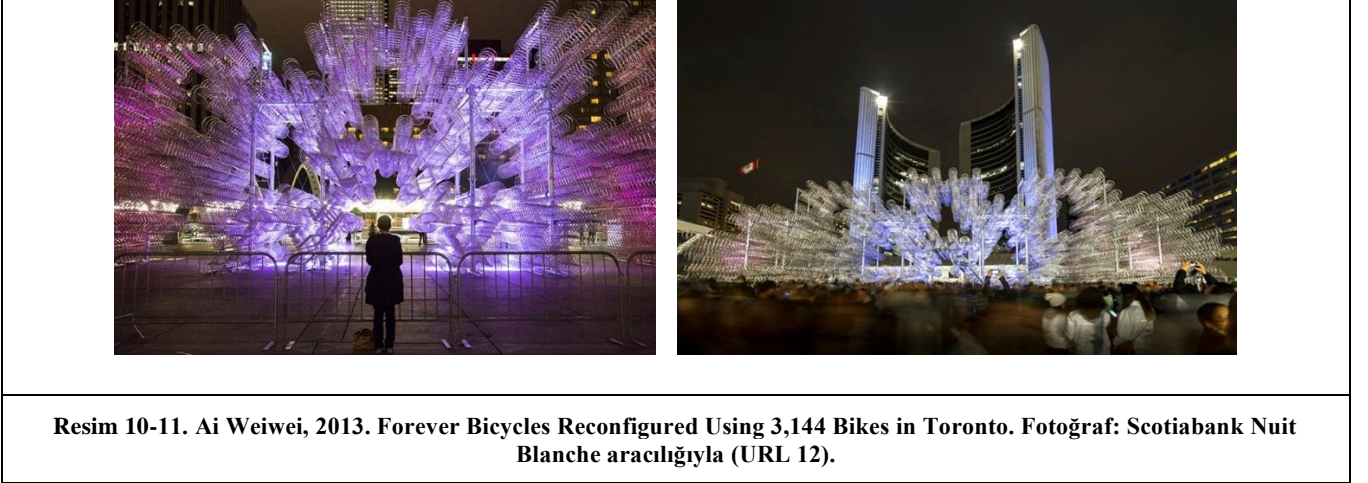 Resim 10-11. Ai Weiwei, 2013. Forever Bicycles Reconfigured Using 3,144 Bikes in Toronto. Fotoğraf: Scotiabank Nuit
Blanche aracılığıyla (URL 12).